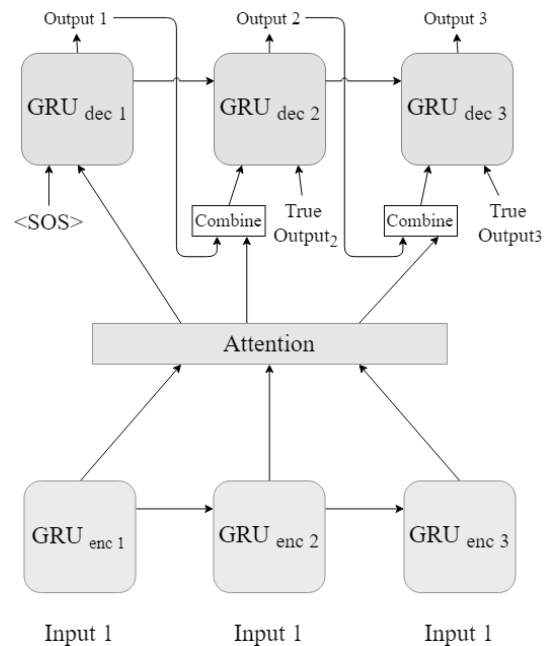 Output 1 Output 2 Output 3
GRU dec 1 GRU dec 2 GRU dec 3
<SOS> Combine True Combine True
Output2 Output3
Attention
GRU enc 1 GRU enc 2 GRU enc 3
Input 1 Input 1 Input 1